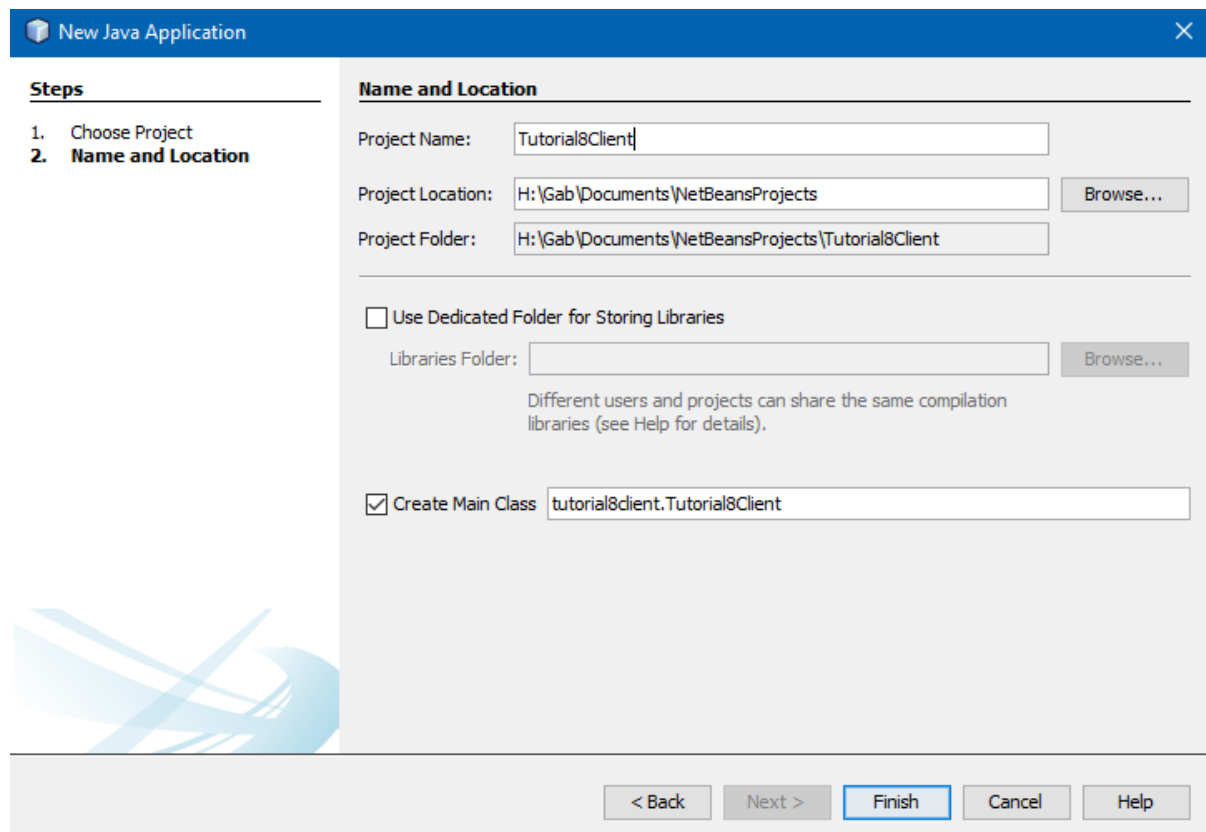 New Java Application
Steps
1. Choose Project
2. Name and Location
Name and Location
Project Name: Tutorial8Client
Project Location: H:\Gab\Documents\NetBeansProjects Browse...
Project Folder: H:\Gab\Documents\NetBeansProjects\Tutorial8Client
Use Dedicated Folder for Storing Libraries
Libraries Folder: Browse...
Different users and projects can share the same compilation
libraries (see Help for details).
Create Main Class tutorial8client.Tutorial8Client
< Back Next > Finish Cancel Help